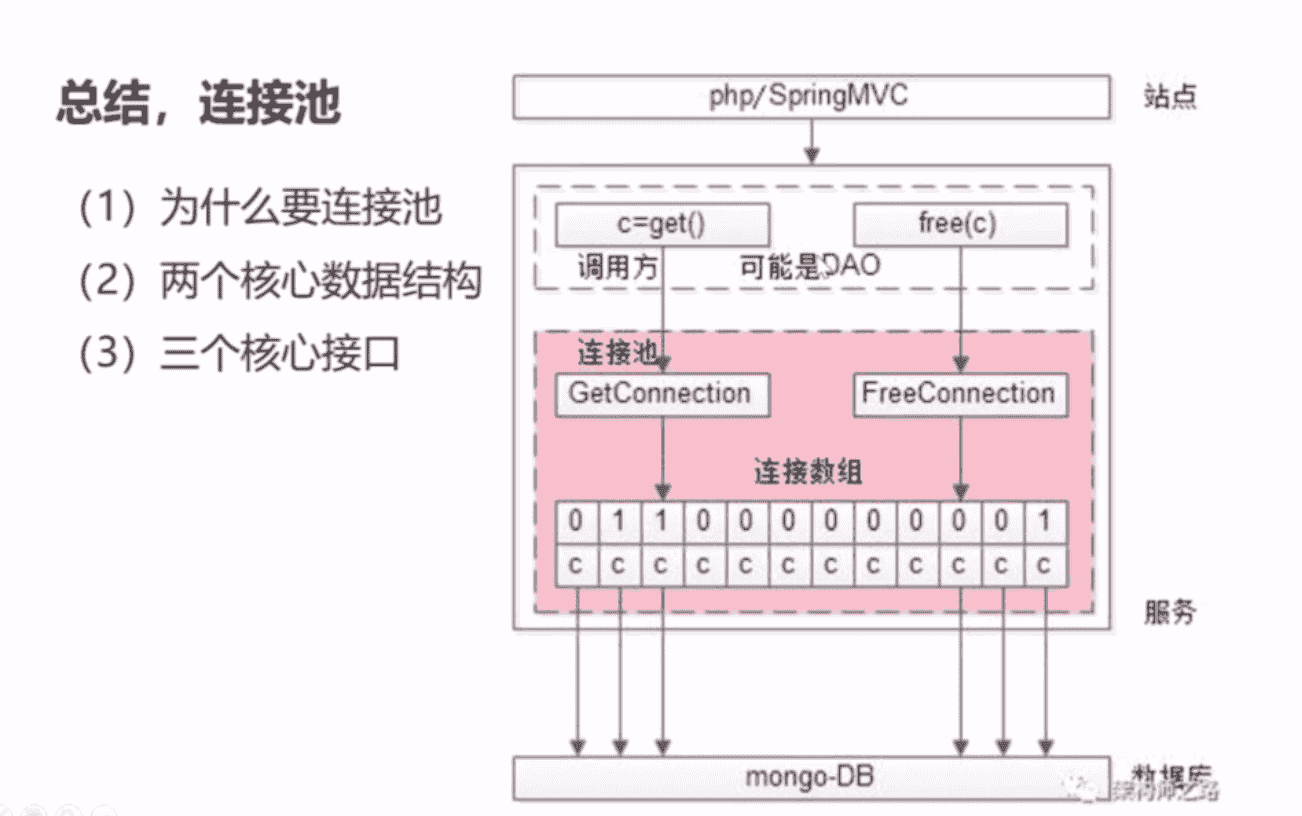 总结，连接池
（1）为什么要连接池
（2）两个核心数据结构
（3）三个核心接口
php/SpringMVC
站点
c=get()
free(c)
调用方
可能是DAO
连接池
GetConnection
FreeConnection
连接数组
0 1 1 0 0 0 0 0 0 0 0 1
c c c c c c c c c c c c
服务
mongo-DB
数据库
架构师之路